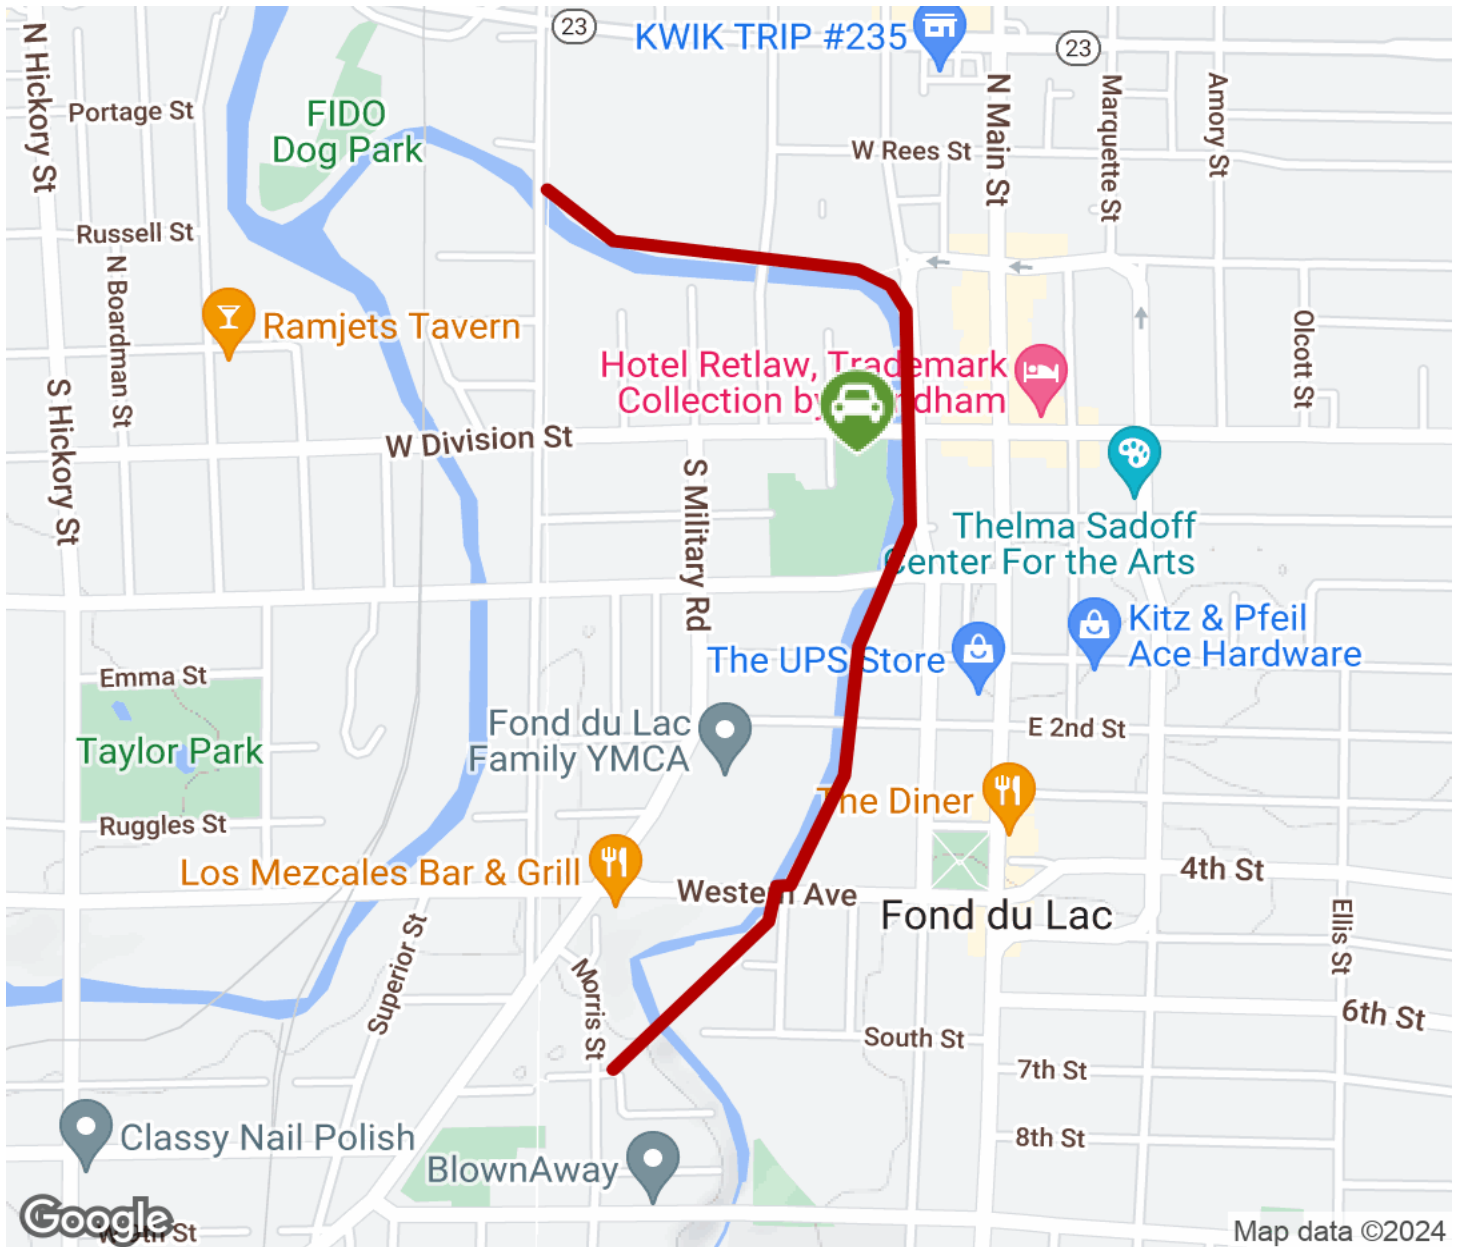 23
KWIK TRIP #235
23
N Hickory St
Portage St
FIDO
Dog Park
N Main St
Marquette St
Amory St
W Rees St
Russell St
N Boardman St
Ramjets Tavern
Olcott St
Hotel Retlaw, Trademark
Collection by Wyndham
S Hickory St
W Division St
S Military Rd
Thelma Sadoff
Center For the Arts
Kitz & Pfeil
Ace Hardware
The UPS Store
Emma St
Taylor Park
Fond du Lac
Family YMCA
E 2nd St
The Diner
Ruggles St
Los Mezcales Bar & Grill
Western Ave
4th St
Fond du Lac
Ellis St
Superior St
Morris St
6th St
South St
7th St
8th St
Classy Nail Polish
BlownAway
Google
W 9th St
Map data ©2024